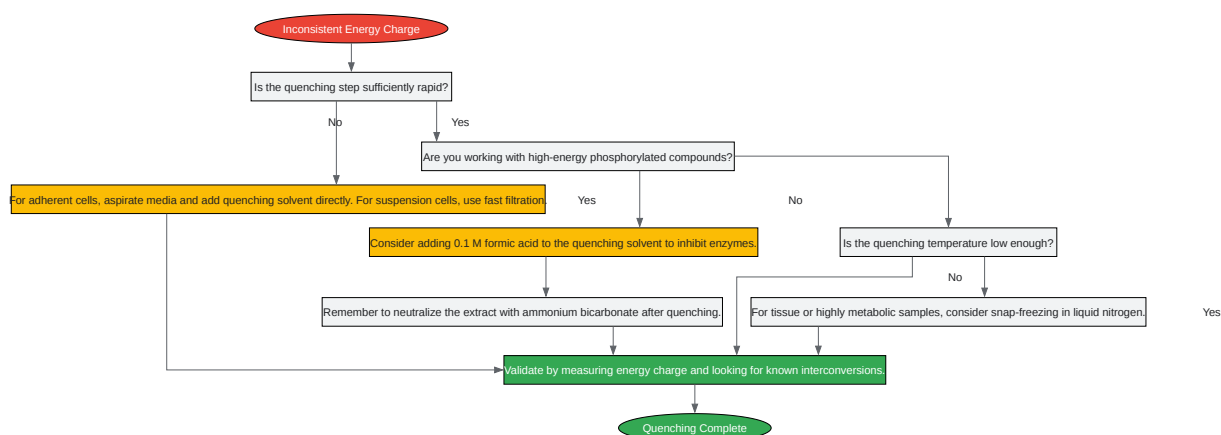 Inconsistent Energy Charge
Is the quenching step sufficiently rapid?
No
Yes
Are you working with high-energy phosphorylated compounds?
For adherent cells, aspirate media and add quenching solvent directly. For suspension cells, use fast filtration.
Yes
No
Consider adding 0.1 M formic acid to the quenching solvent to inhibit enzymes.
Is the quenching temperature low enough?
No
Remember to neutralize the extract with ammonium bicarbonate after quenching.
For tissue or highly metabolic samples, consider snap-freezing in liquid nitrogen.
Yes
Validate by measuring energy charge and looking for known interconversions.
Quenching Complete